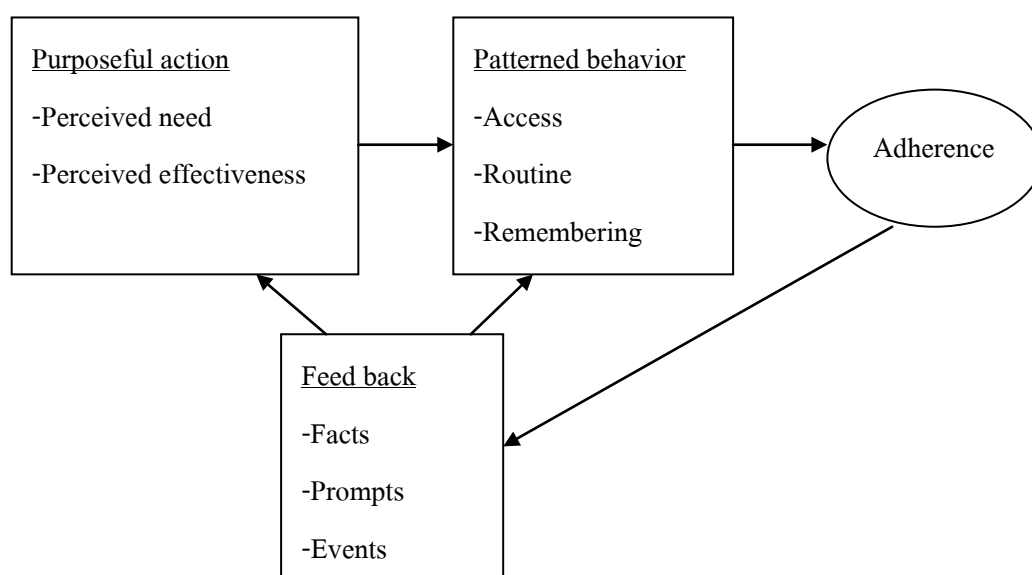 Purposeful action
-Perceived need
-Perceived effectiveness
Patterned behavior
-Access
-Routine
-Remembering
Adherence
Feed back
-Facts
-Prompts
-Events